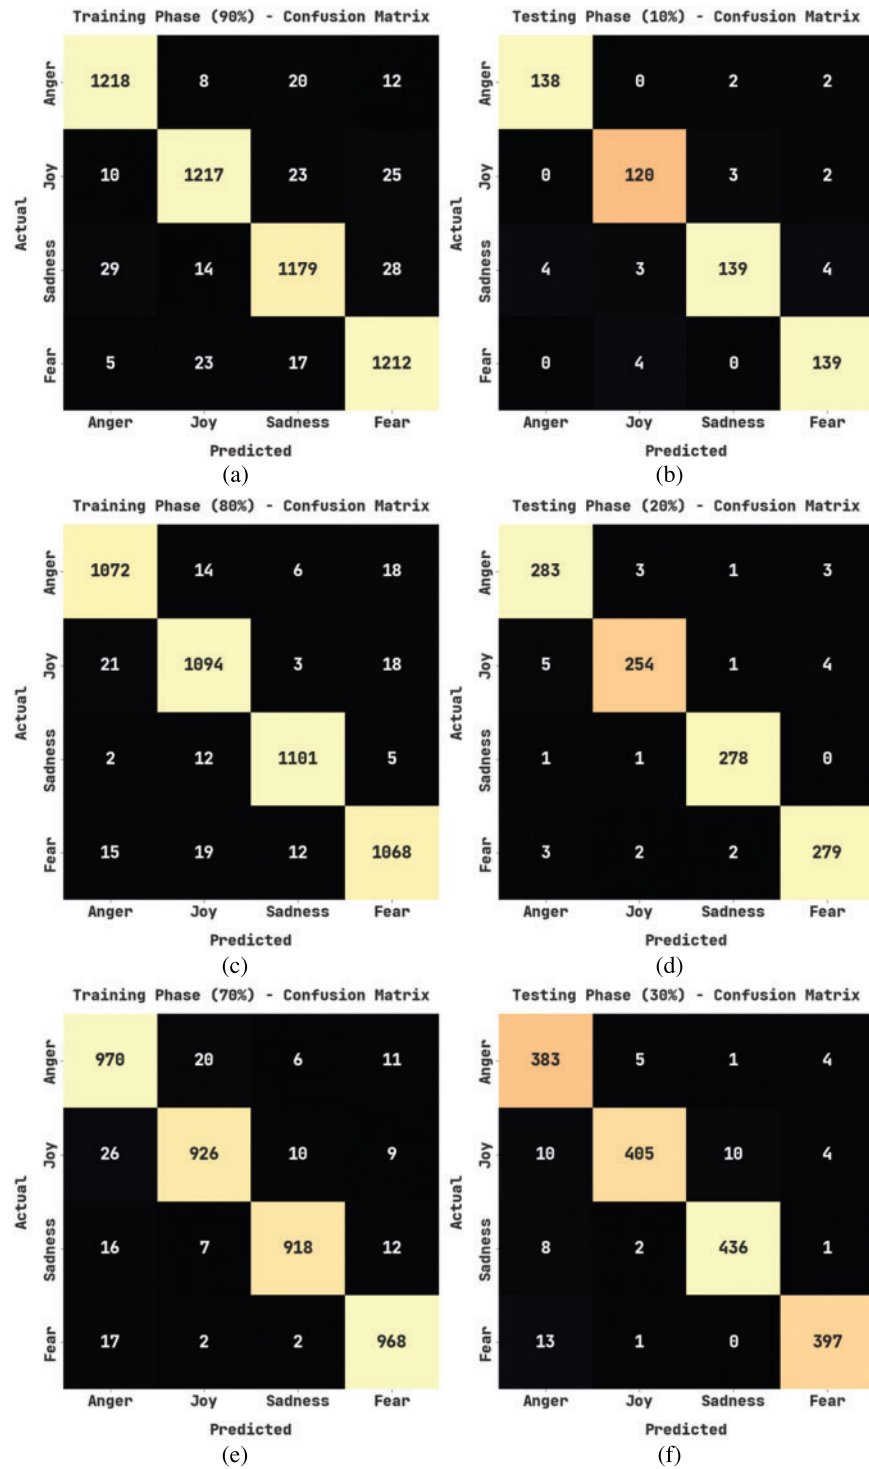 Training Phase (90%) - Confusion Matrix
Anger 1218 8 20 12
Joy 10 1217 23 25
Sadness 29 14 1179 28
Fear 5 23 17 1212
Actual
Anger Joy Sadness Fear
Predicted
(a)
Testing Phase (10%) - Confusion Matrix
Anger 138 0 2 2
Joy 0 120 3 2
Sadness 4 3 139 4
Fear 0 4 0 139
Actual
Anger Joy Sadness Fear
Predicted
(b)
Training Phase (80%) - Confusion Matrix
Anger 1072 14 6 18
Joy 21 1094 3 18
Sadness 2 12 1101 5
Fear 15 19 12 1068
Actual
Anger Joy Sadness Fear
Predicted
(c)
Testing Phase (20%) - Confusion Matrix
Anger 283 3 1 3
Joy 5 254 1 4
Sadness 1 1 278 0
Fear 3 2 2 279
Actual
Anger Joy Sadness Fear
Predicted
(d)
Training Phase (70%) - Confusion Matrix
Anger 970 20 6 11
Joy 26 926 10 9
Sadness 16 7 918 12
Fear 17 2 2 968
Actual
Anger Joy Sadness Fear
Predicted
(e)
Testing Phase (30%) - Confusion Matrix
Anger 383 5 1 4
Joy 10 405 10 4
Sadness 8 2 436 1
Fear 13 1 0 397
Actual
Anger Joy Sadness Fear
Predicted
(f)